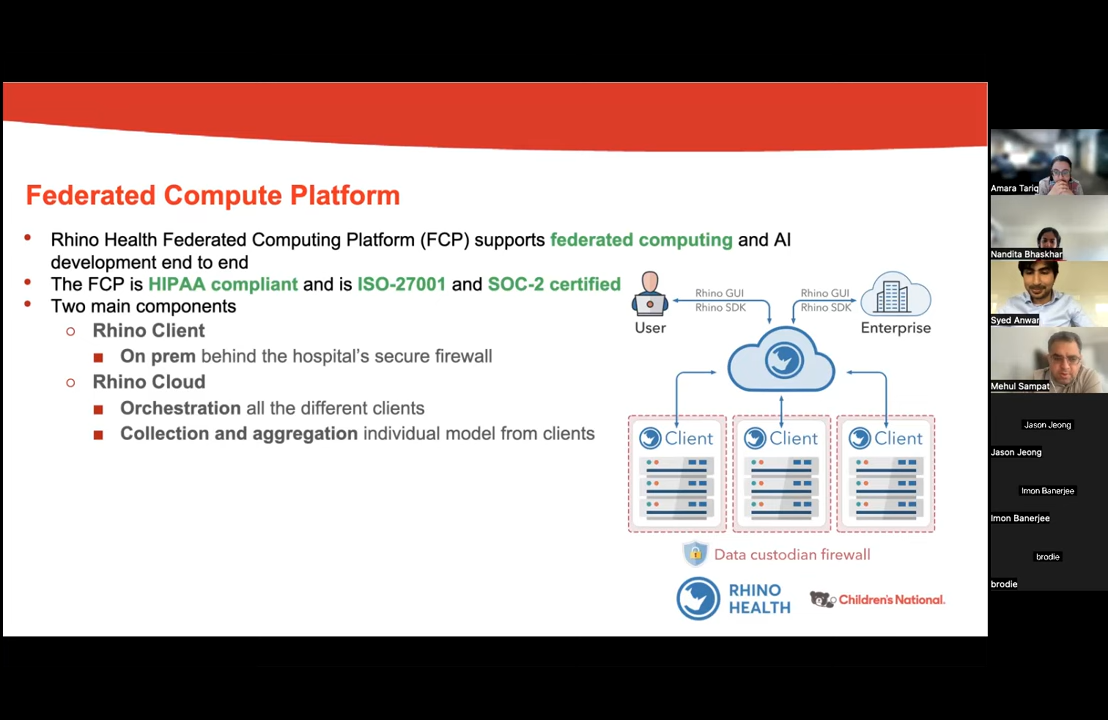 Federated Compute Platform
• Rhino Health Federated Computing Platform (FCP) supports federated computing and AI
development end to end
• The FCP is HIPAA compliant and is ISO-27001 and SOC-2 certified
• Two main components
○ Rhino Client
■ On prem behind the hospital's secure firewall
○ Rhino Cloud
■ Orchestration all the different clients
■ Collection and aggregation individual model from clients
User
Rhino GUI
Rhino SDK
Rhino GUI
Rhino SDK
Enterprise
Client
Client
Client
Data custodian firewall
RHINO
HEALTH
Children's National.
Amara Tariq
Nandita Bhaskhar
Syed Anwar
Mehul Sampat
Jason Jeong
Jason Jeong
Imon Banerjee
Imon Banerjee
brodie
brodie